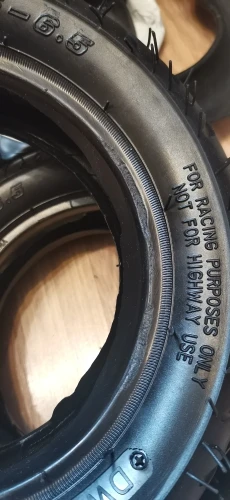 -6.5
FOR RACING PURPOSES ONLY
NOT FOR HIGHWAY USE